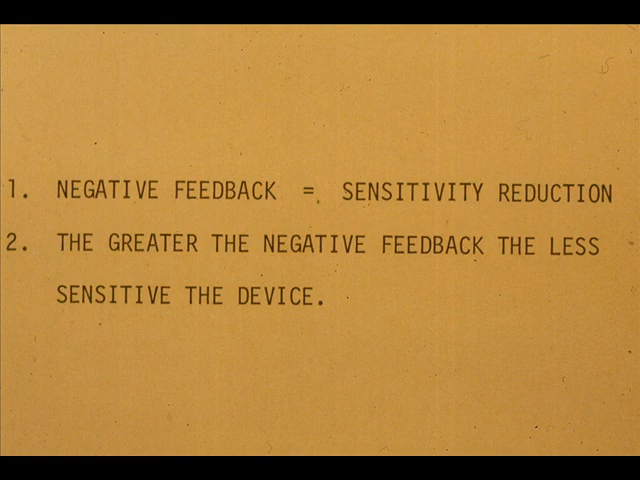 1. NEGATIVE FEEDBACK = SENSITIVITY REDUCTION
2. THE GREATER THE NEGATIVE FEEDBACK THE LESS
SENSITIVE THE DEVICE.